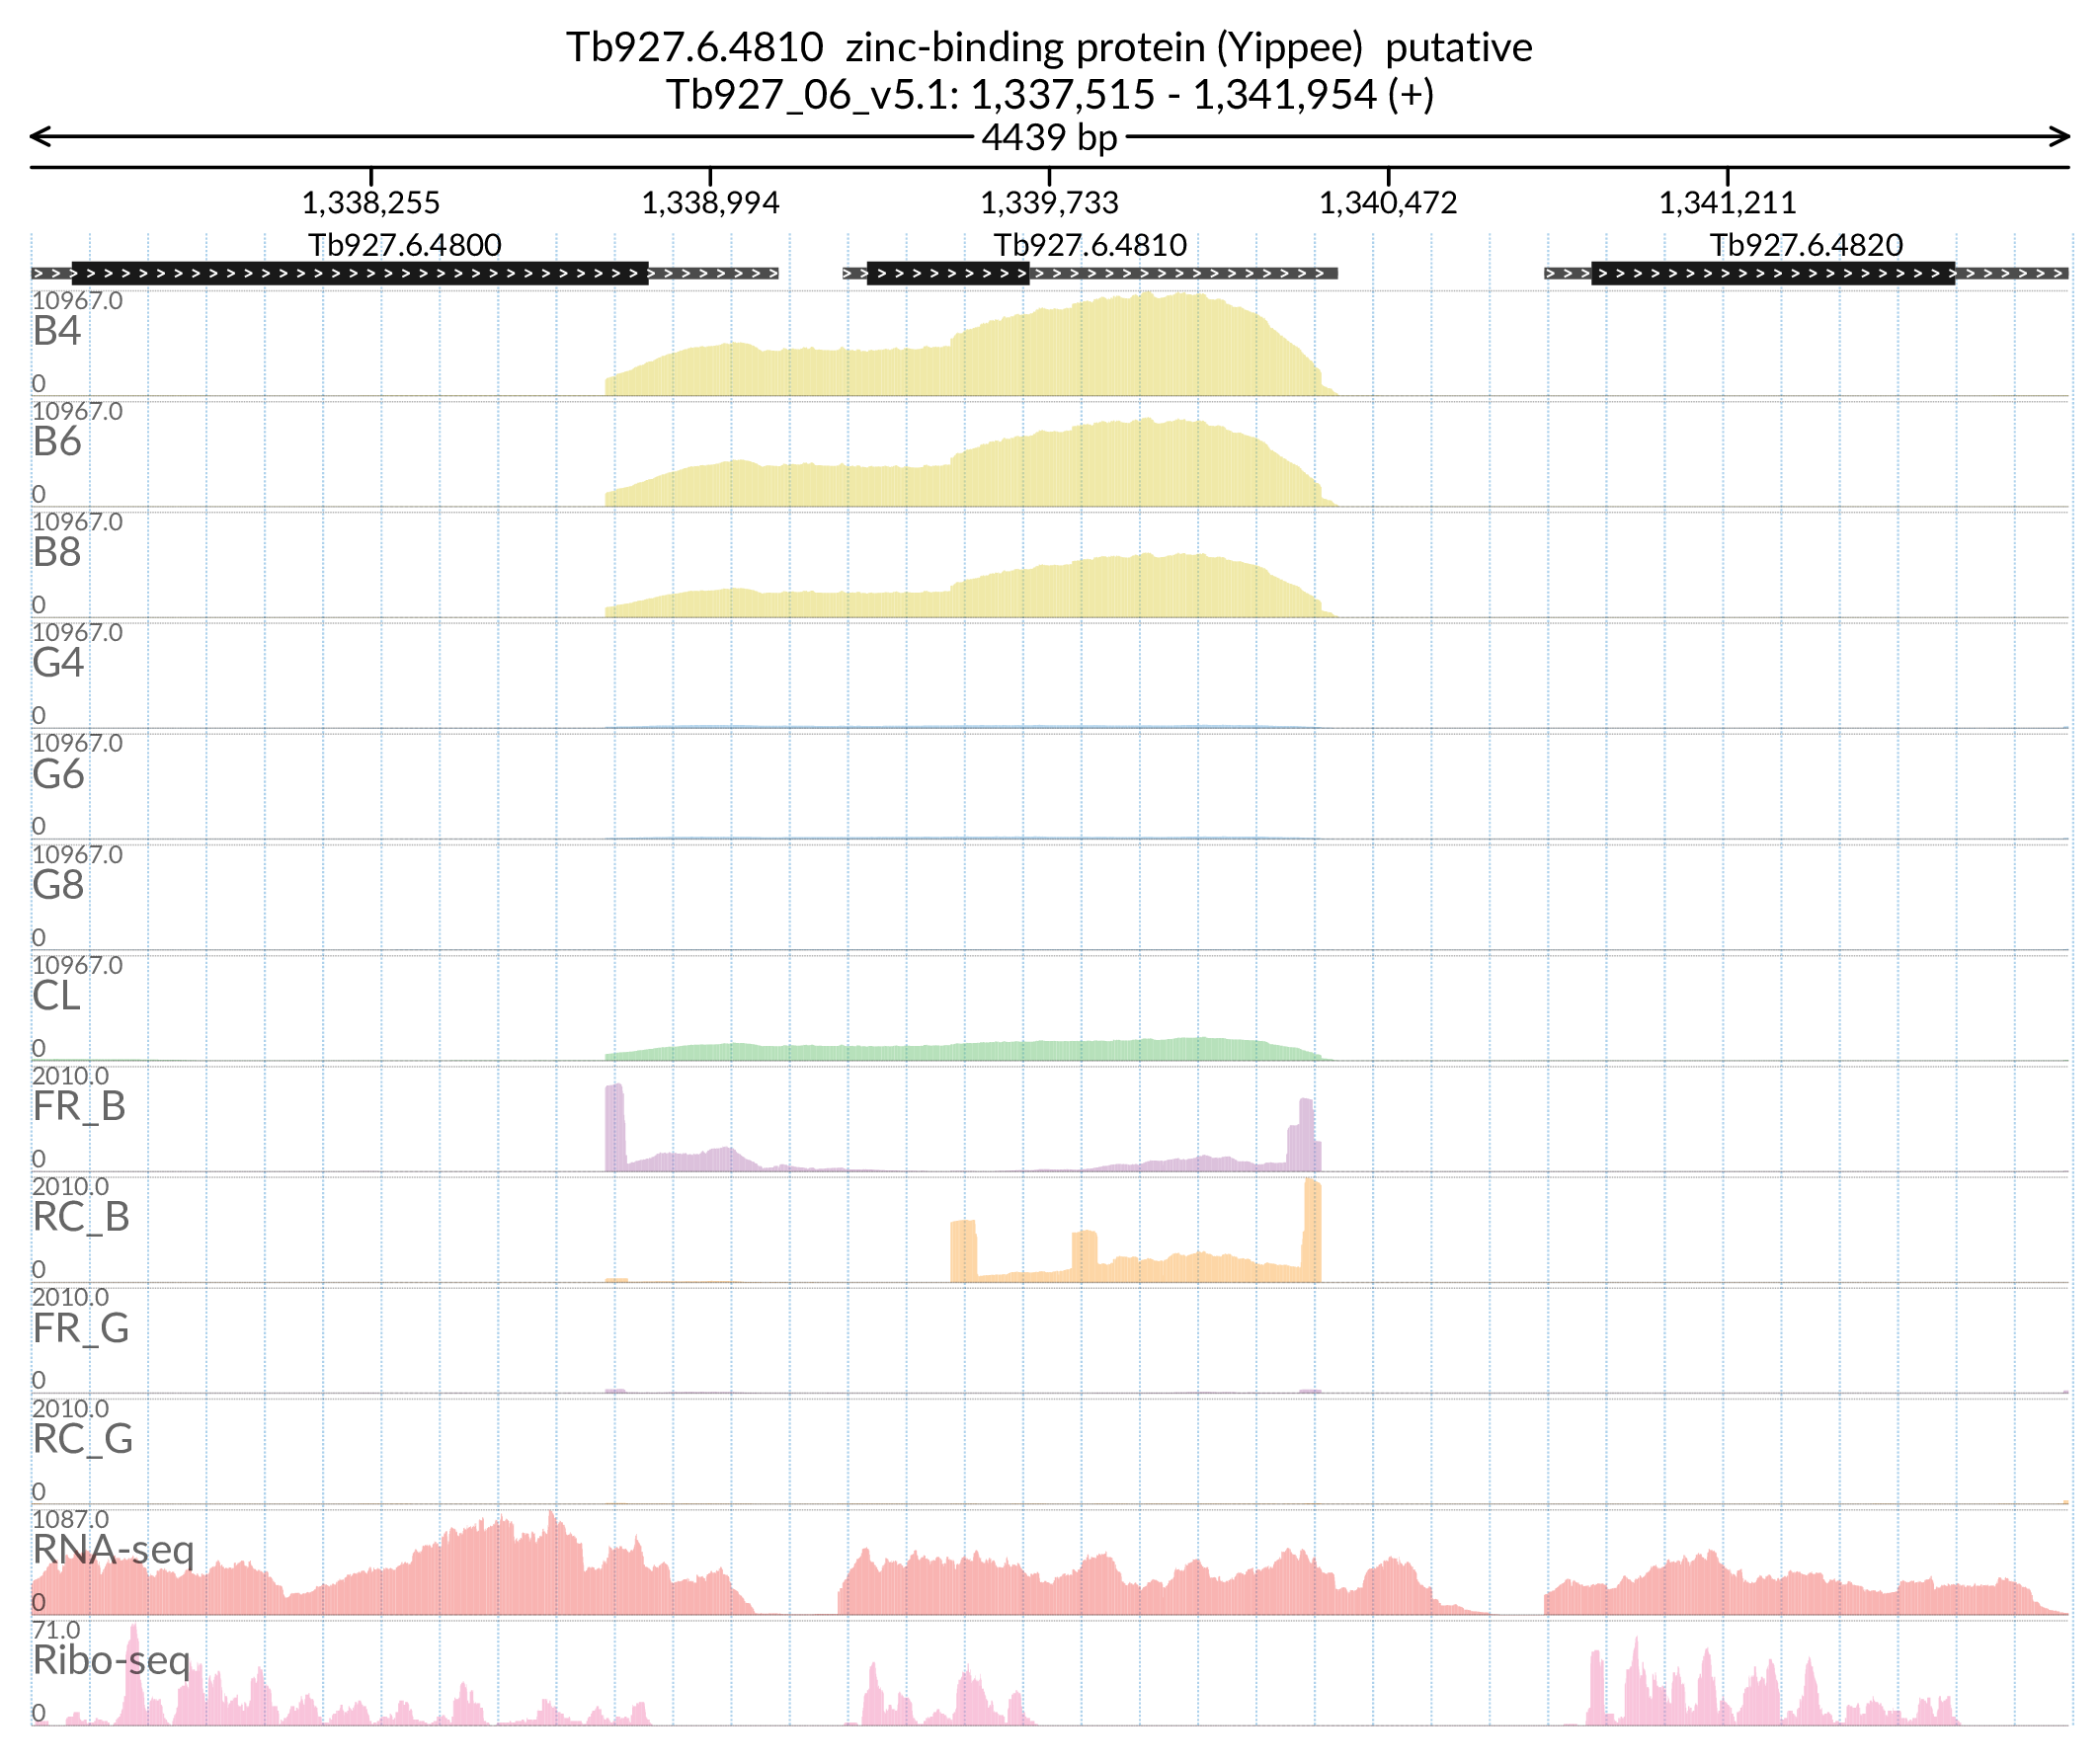 Tb927.6.4810 zinc-binding protein (Yippee) putative
Tb927_06_v5.1: 1,337,515 - 1,341,954 (+)
4439 bp
1,338,255 1,338,994 1,339,733 1,340,472 1,341,211
Tb927.6.4800 Tb927.6.4810 Tb927.6.4820
10967.0
B4
0
10967.0
B6
0
10967.0
B8
0
10967.0
G4
0
10967.0
G6
0
10967.0
G8
0
10967.0
CL
0
2010.0
FR_B
0
2010.0
RC_B
0
2010.0
FR_G
0
2010.0
RC_G
0
1087.0
RNA-seq
0
71.0
Ribo-seq
0